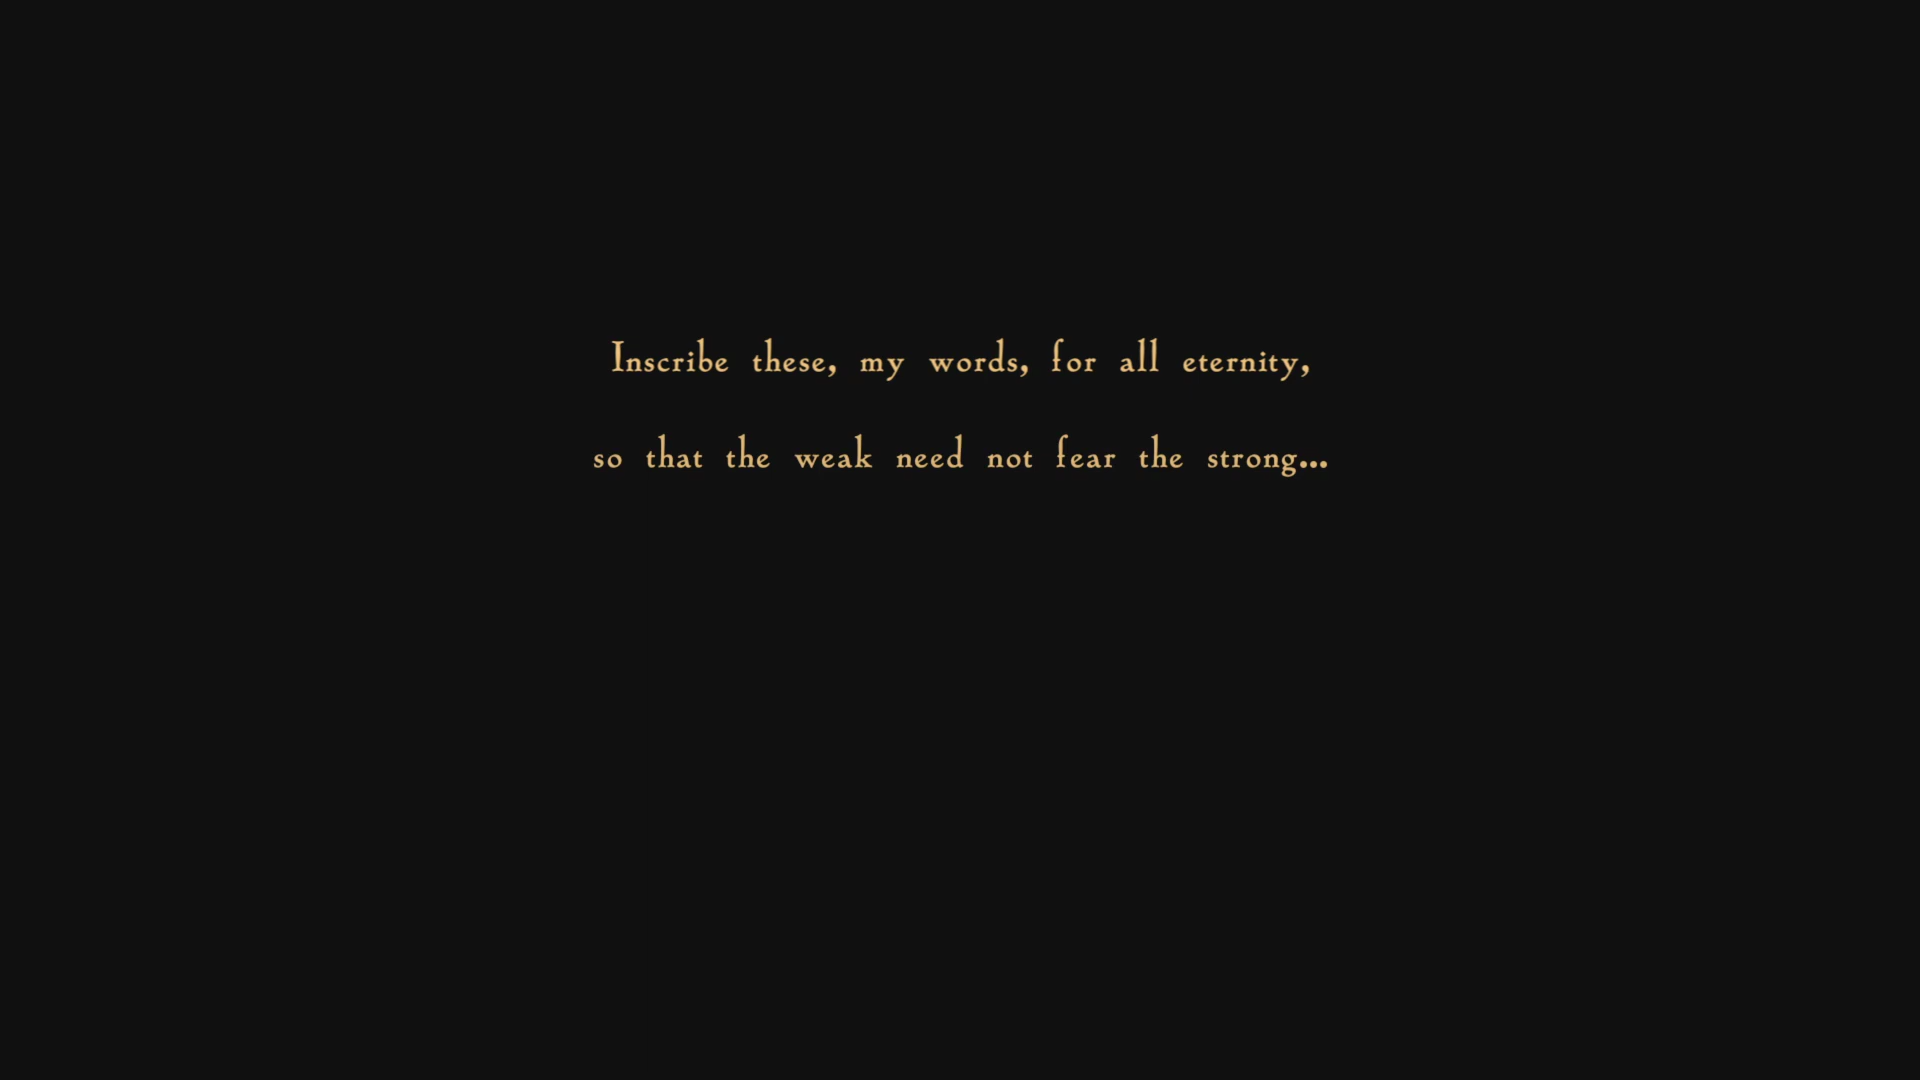 Inscribe these, my words, for all eternity,
so that the weak need not fear the strong...